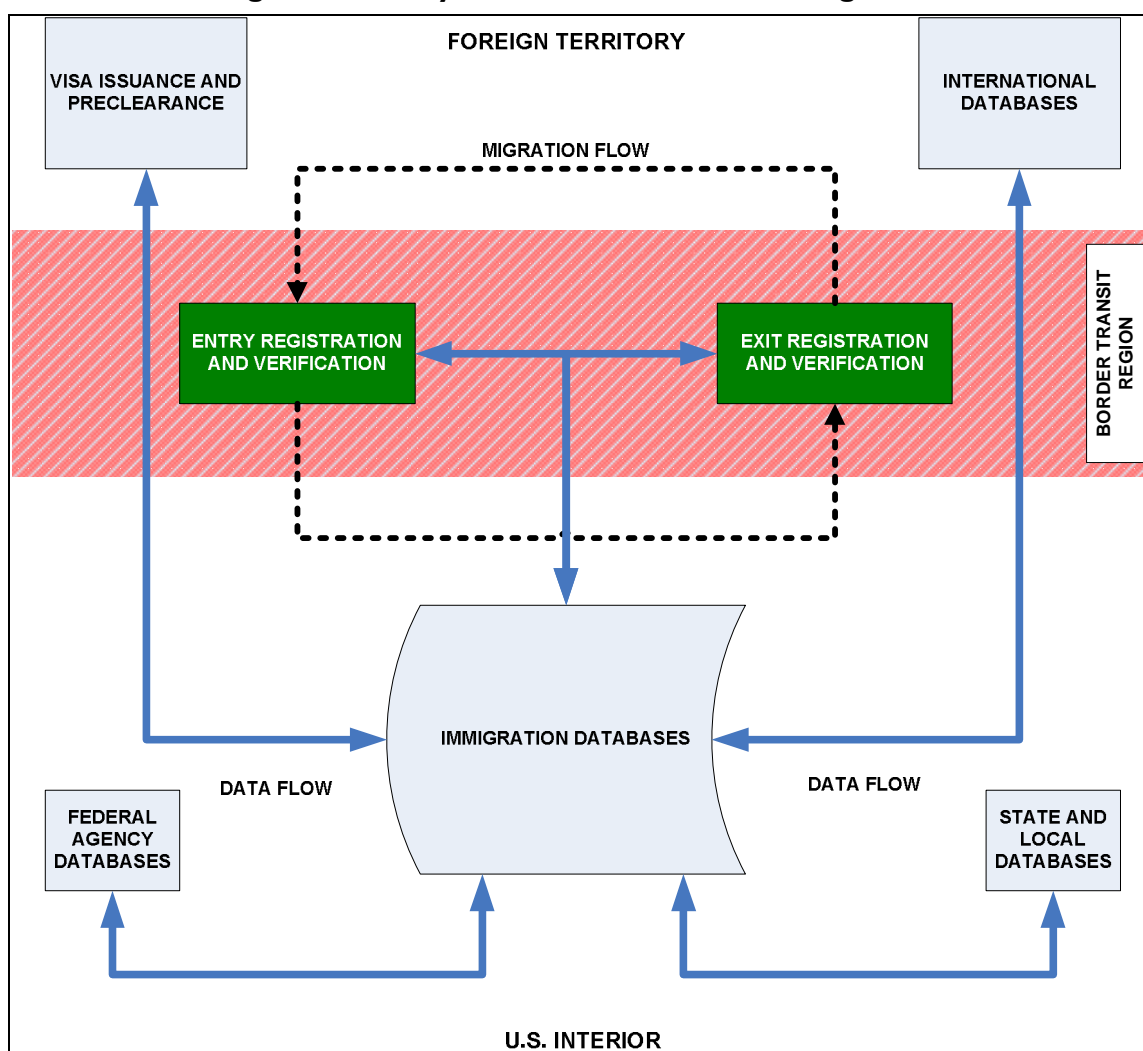 FOREIGN TERRITORY
VISA ISSUANCE AND
PRECLEARANCE
INTERNATIONAL
DATABASES
MIGRATION FLOW
ENTRY REGISTRATION
AND VERIFICATION
EXIT REGISTRATION
AND VERIFICATION
BORDER TRANSIT
REGION
IMMIGRATION DATABASES
DATA FLOW
DATA FLOW
FEDERAL
AGENCY
DATABASES
STATE AND
LOCAL
DATABASES
U.S. INTERIOR